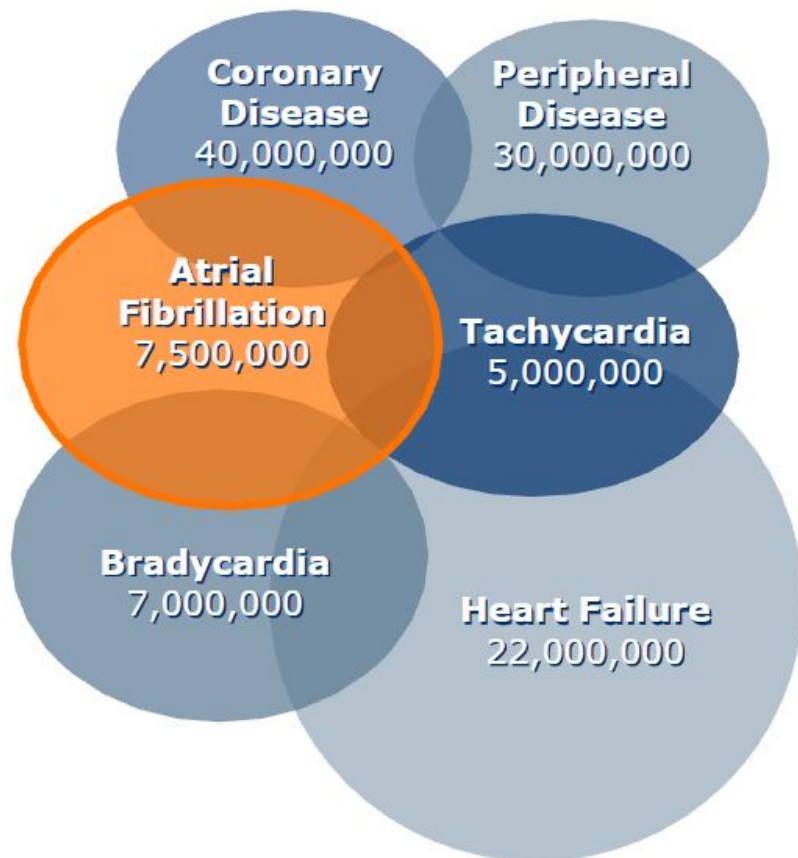 Coronary
Disease
40,000,000
Peripheral
Disease
30,000,000
Atrial
Fibrillation
7,500,000
Tachycardia
5,000,000
Bradycardia
7,000,000
Heart Failure
22,000,000